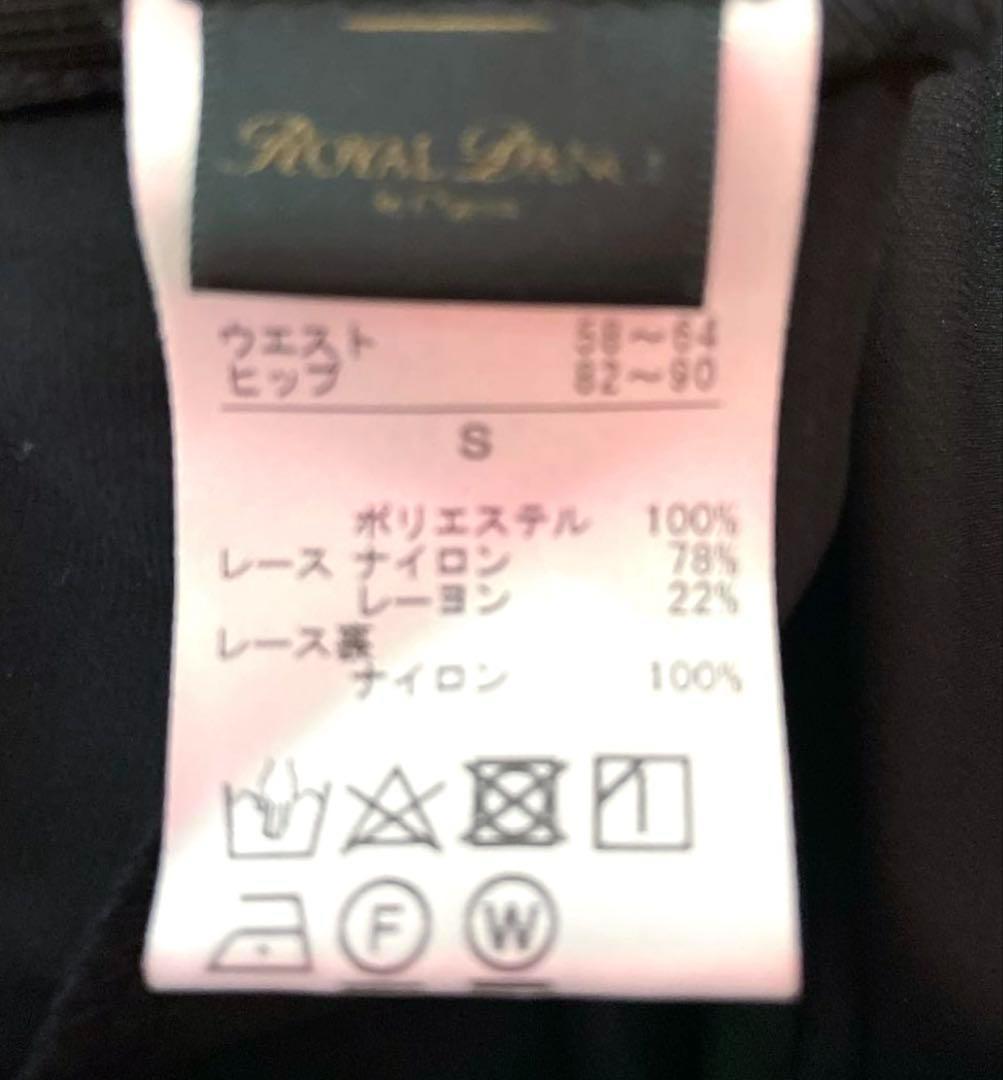 ROYAL
ウエスト 58～64
ヒップ 82～90
S
ポリエステル 100%
レース ナイロン 78%
レーヨン 22%
レース裏
ナイロン 100%
F W